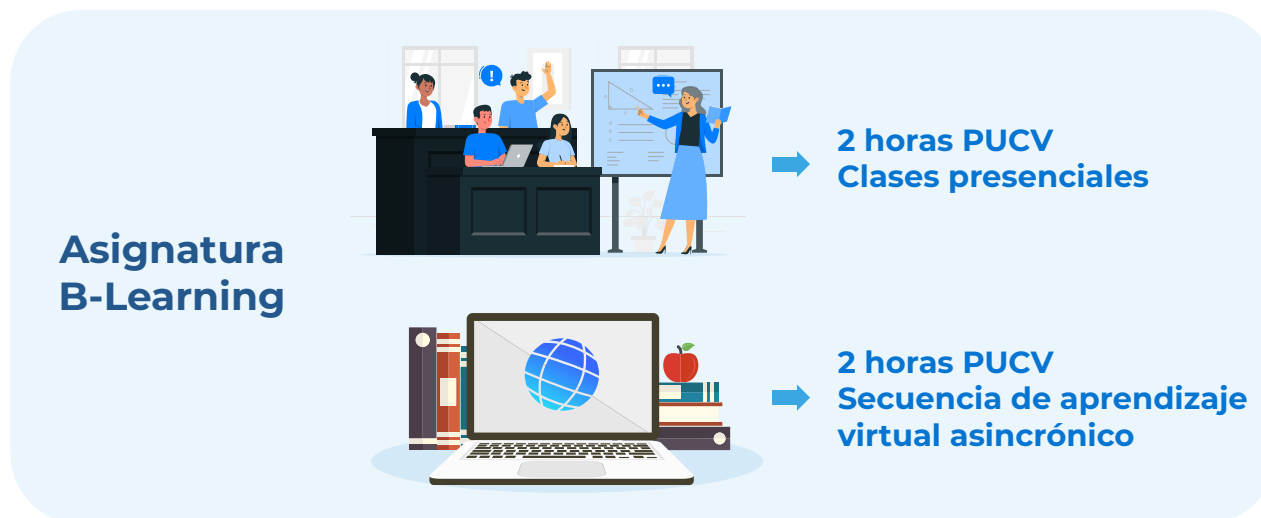 Asignatura
B-Learning
2 horas PUCV
Clases presenciales
2 horas PUCV
Secuencia de aprendizaje
virtual asincrónico